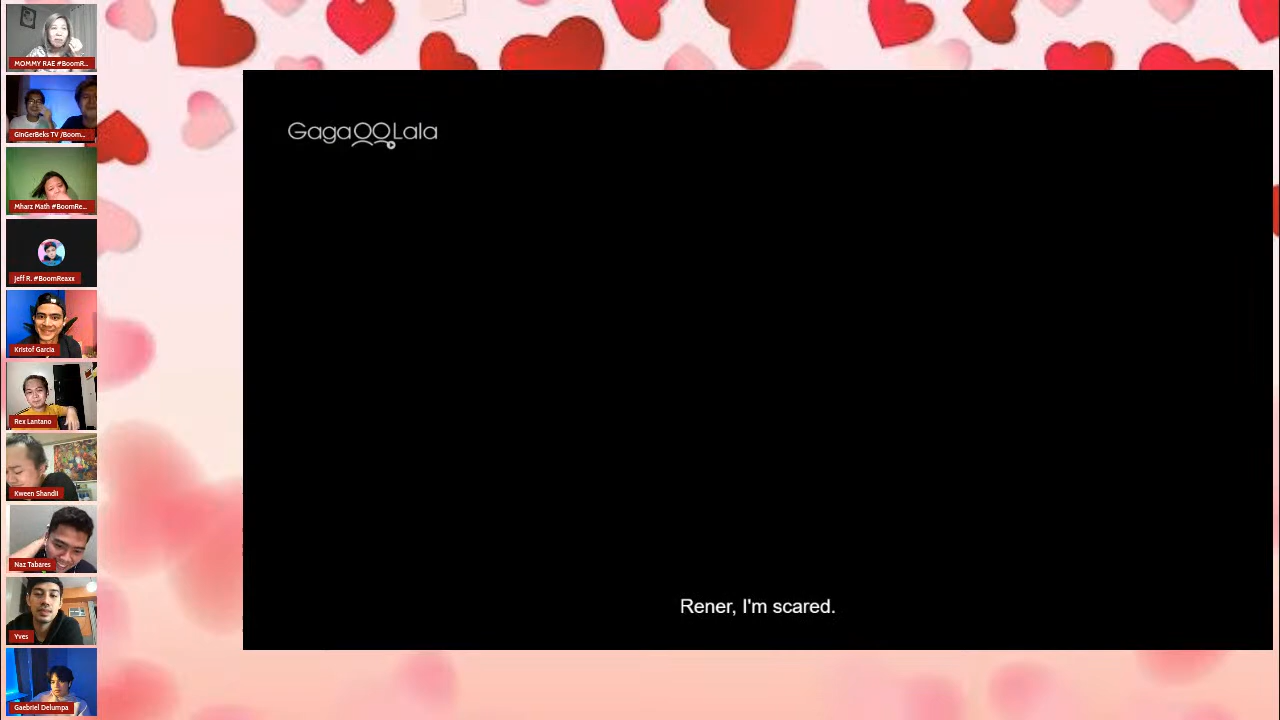 MOMMY RAE #BoomR...
GinGerBeks TV /Boom...
Mharz Math #BoomRe...
Jeff R. #BoomReaxx
Kristof Garcia
Rex Lantano
Kween Shandii
Naz Tabares
Yves
Gaebriel Delumpa
GagaOOLala
Rener, I'm scared.